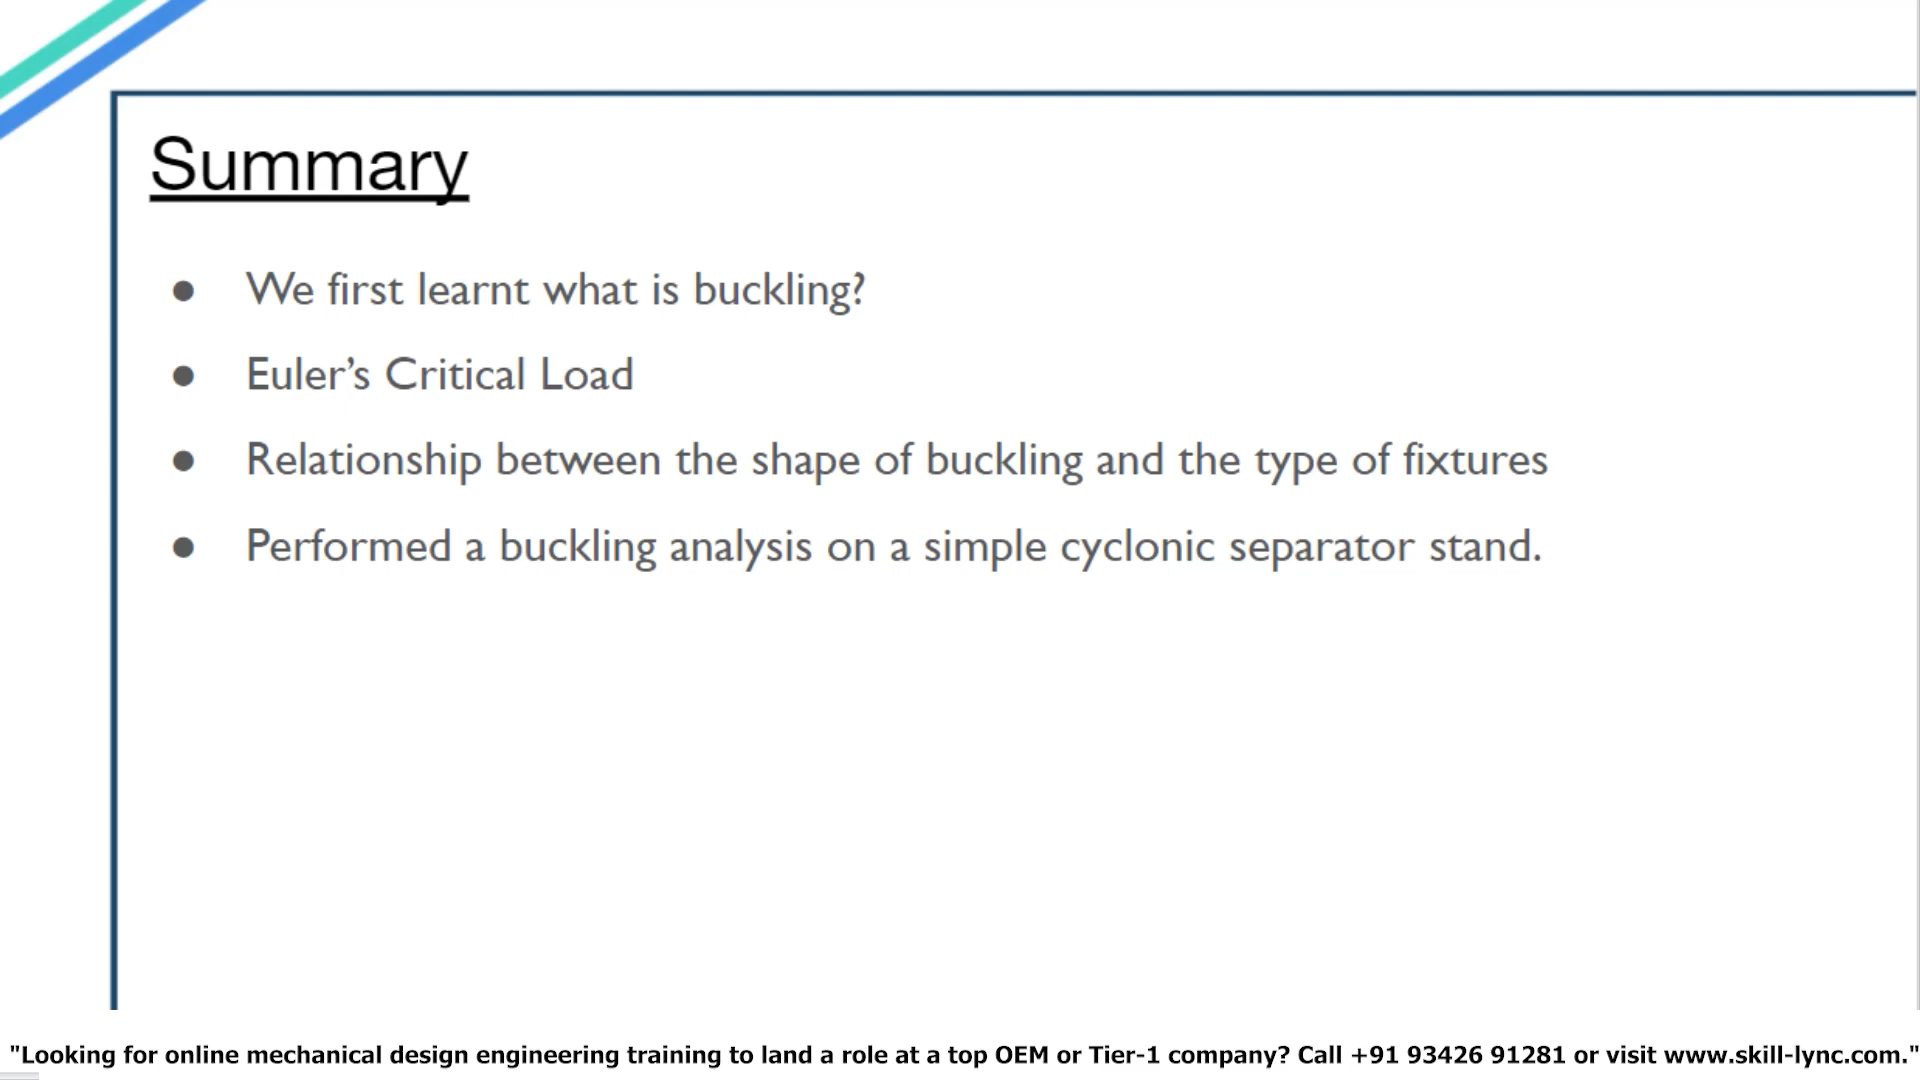 Summary
● We first learnt what is buckling?
● Euler’s Critical Load
● Relationship between the shape of buckling and the type of fixtures
● Performed a buckling analysis on a simple cyclonic separator stand.
"Looking for online mechanical design engineering training to land a role at a top OEM or Tier-1 company? Call +91 93426 91281 or visit www.skill-lync.com."